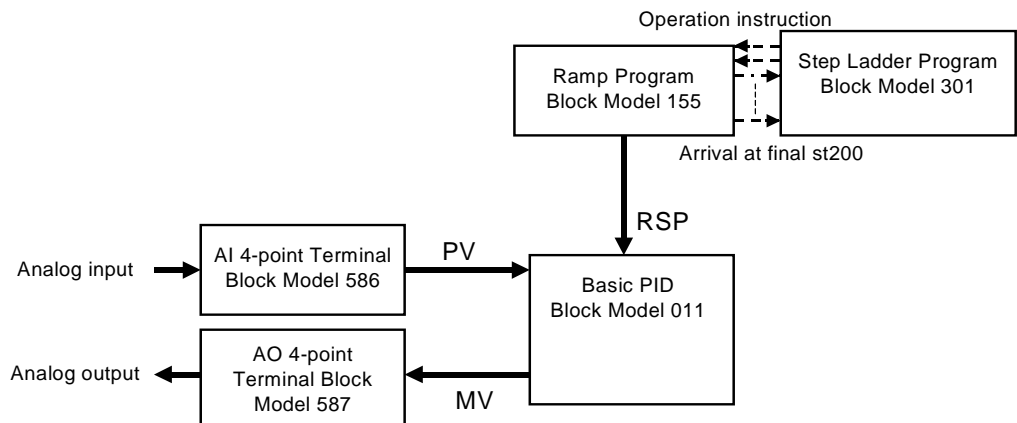 Operation instruction
Ramp Program
Block Model 155
Step Ladder Program
Block Model 301
Arrival at final st200
RSP
Analog input
AI 4-point Terminal
Block Model 586
PV
Basic PID
Block Model 011
Analog output
AO 4-point
Terminal Block
Model 587
MV